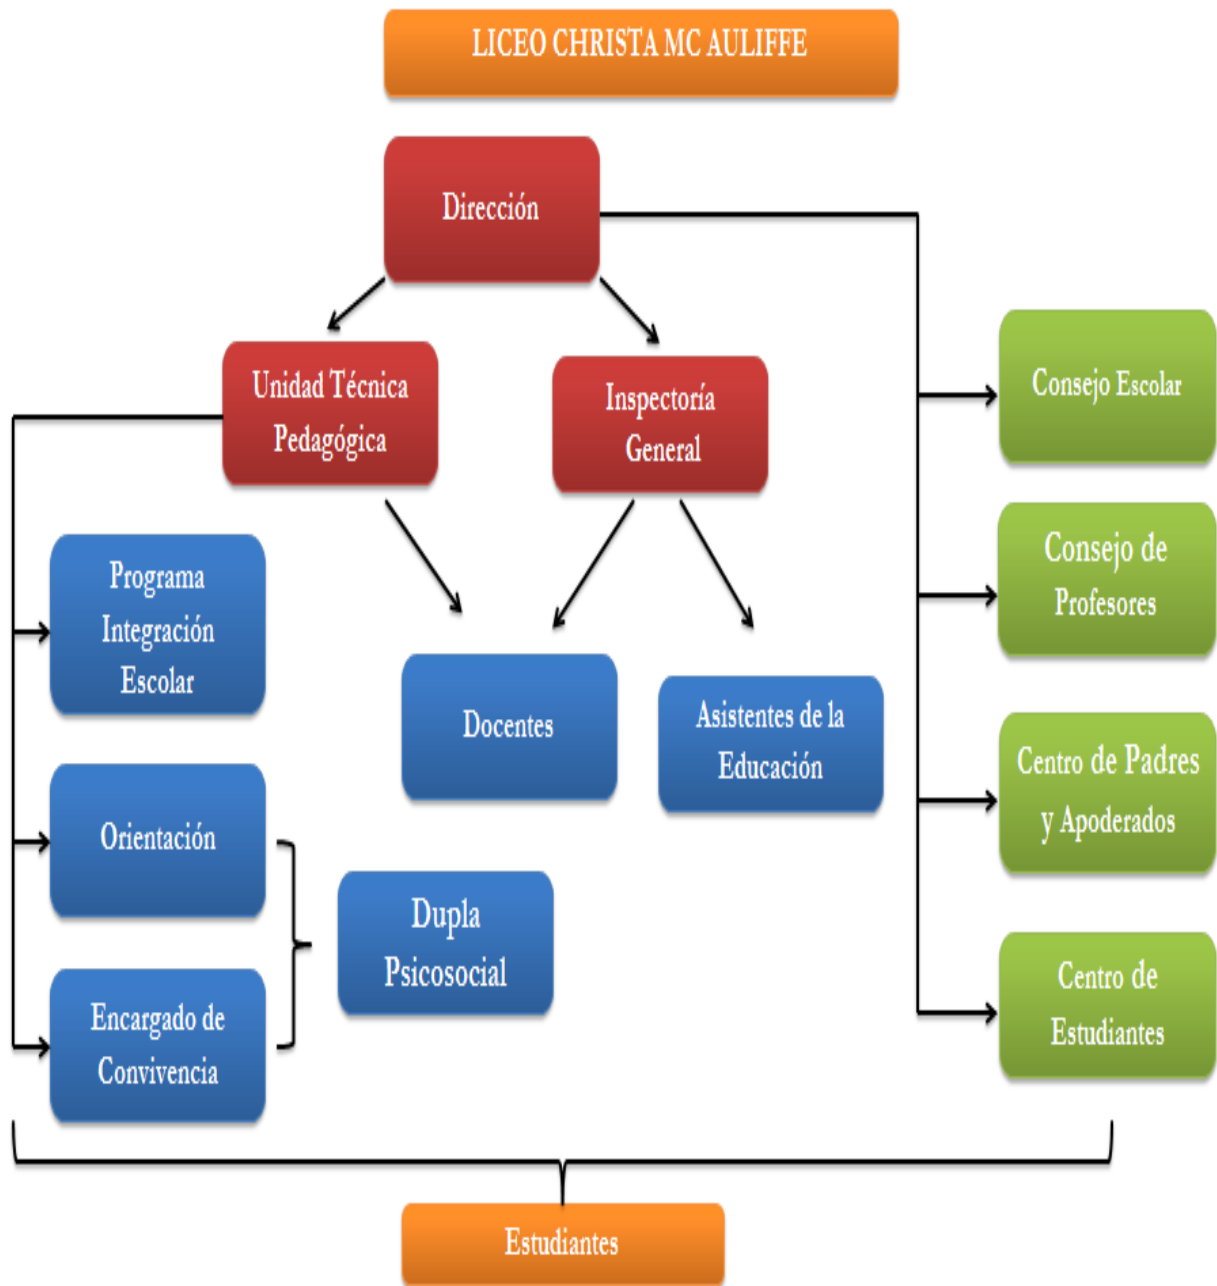 LICEO CHRISTA MC AULIFFE
Dirección
Unidad Técnica
Pedagógica
Inspectoría
General
Consejo Escolar
Consejo de
Profesores
Programa
Integración
Escolar
Docentes
Asistentes de la
Educación
Centro de Padres
y Apoderados
Orientación
Dupla
Psicosocial
Encargado de
Convivencia
Centro de
Estudiantes
Estudiantes